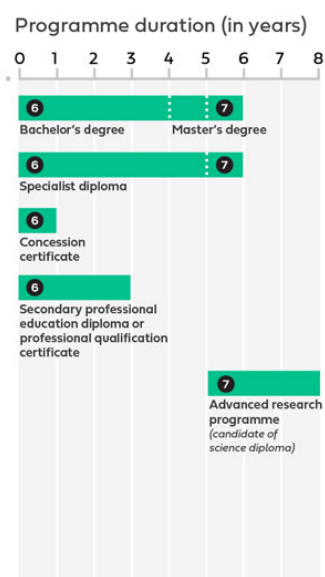 Programme duration (in years)
0 1 2 3 4 5 6 7 8
6 7
Bachelor's degree Master's degree
6 7
Specialist diploma
6
Concession
certificate
6
Secondary professional
education diploma or
professional qualification
certificate
7
Advanced research
programme
(candidate of
science diploma)